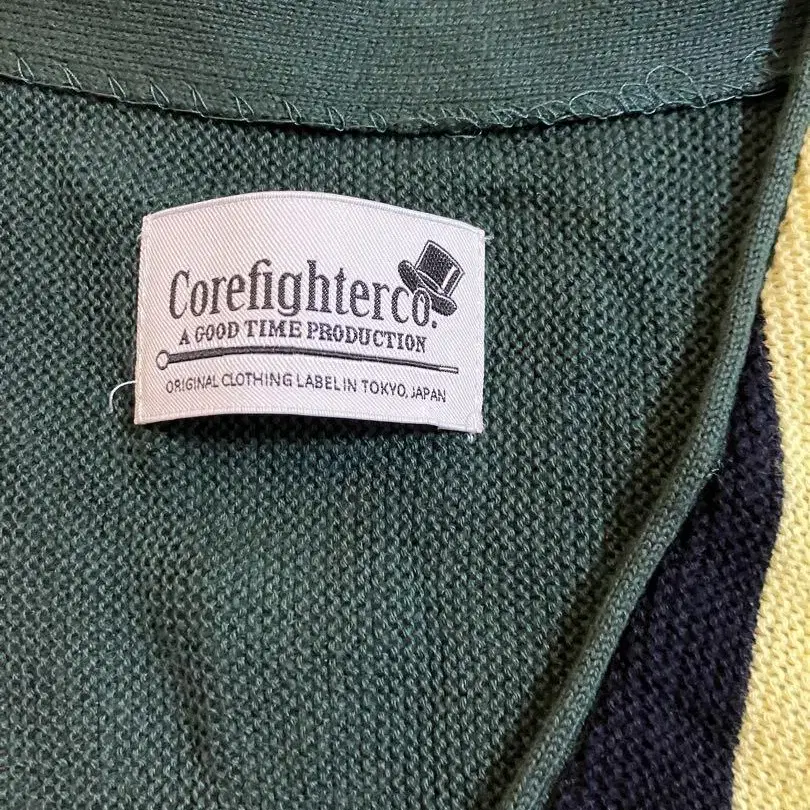 Corefighterco.
A GOOD TIME PRODUCTION
ORIGINAL CLOTHING LABEL IN TOKYO, JAPAN